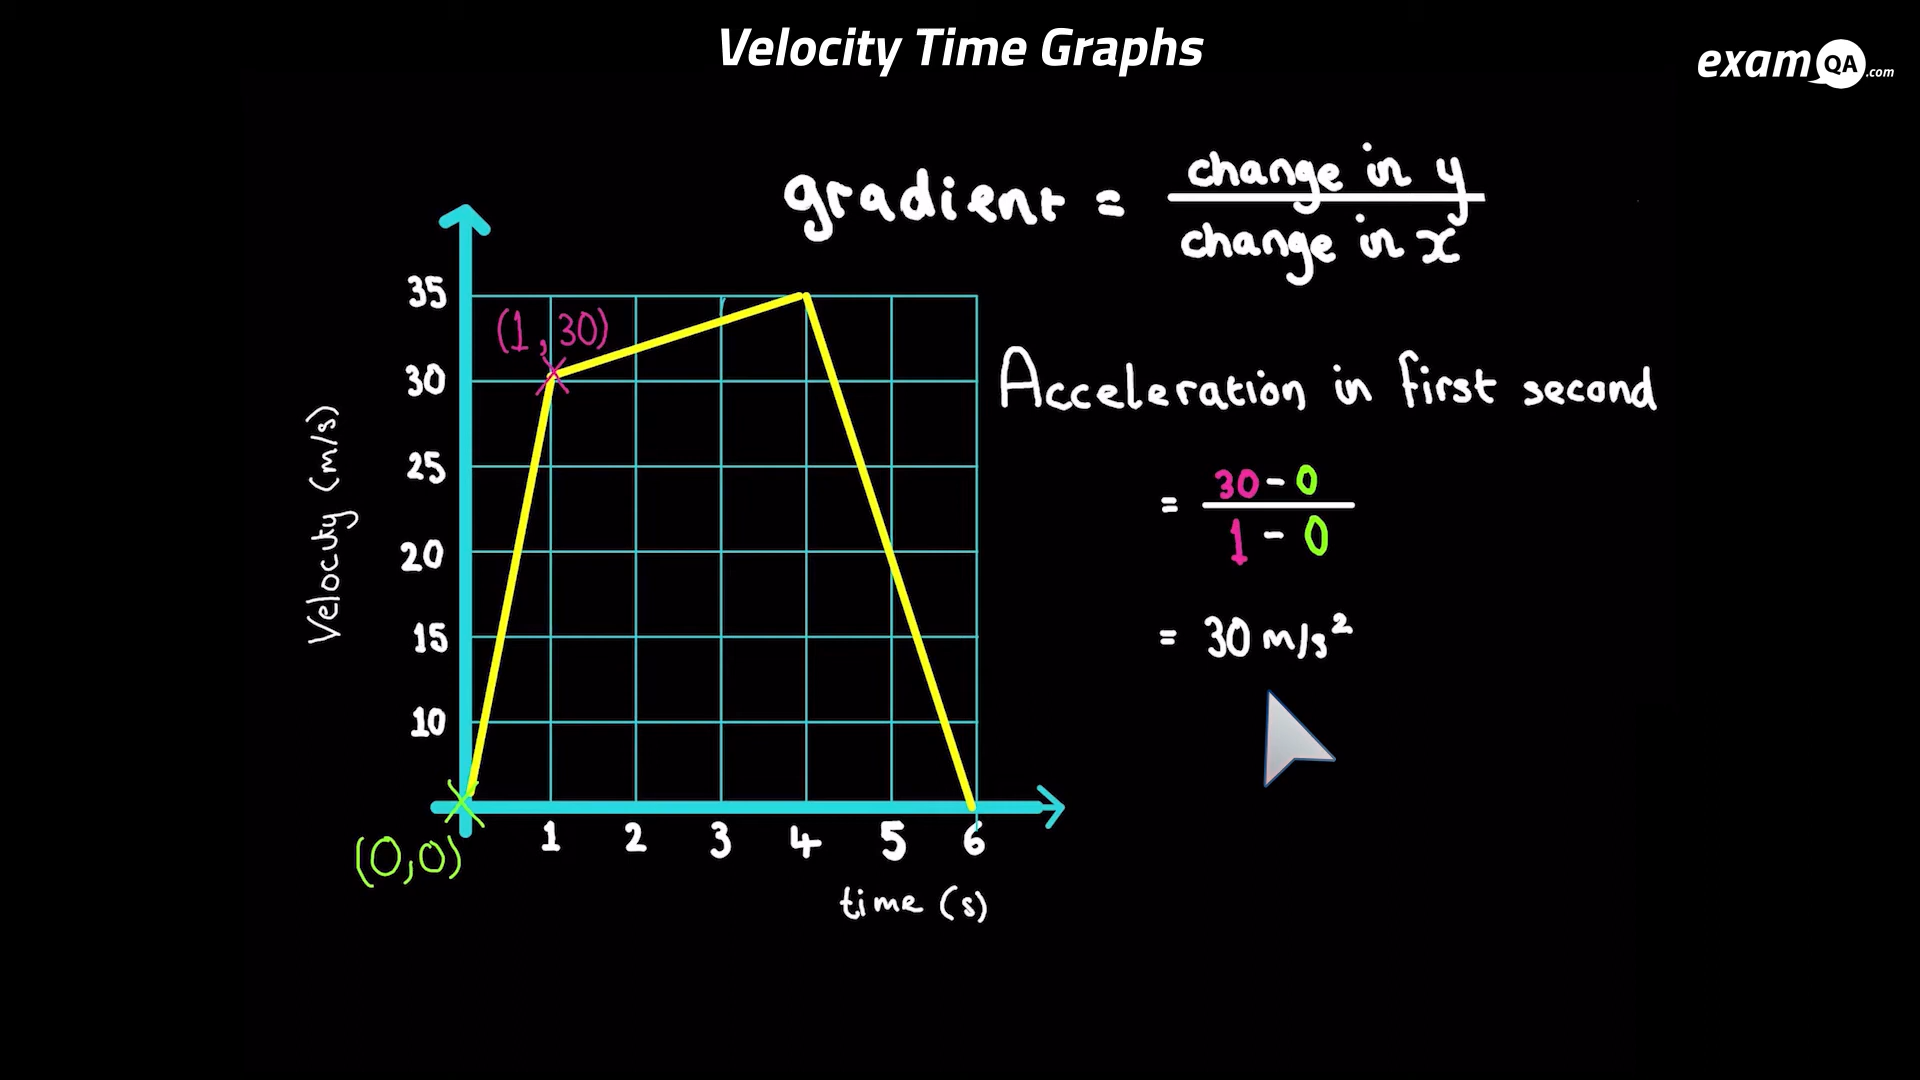 Velocity Time Graphs
examQA.com
gradient = change in y
change in x
35
(1, 30)
30
Acceleration in first second
25
= 30 - 0
1 - 0
Velocity (m/s)
20
15
= 30 m/s²
10
(0,0)
1 2 3 4 5 6
time (s)